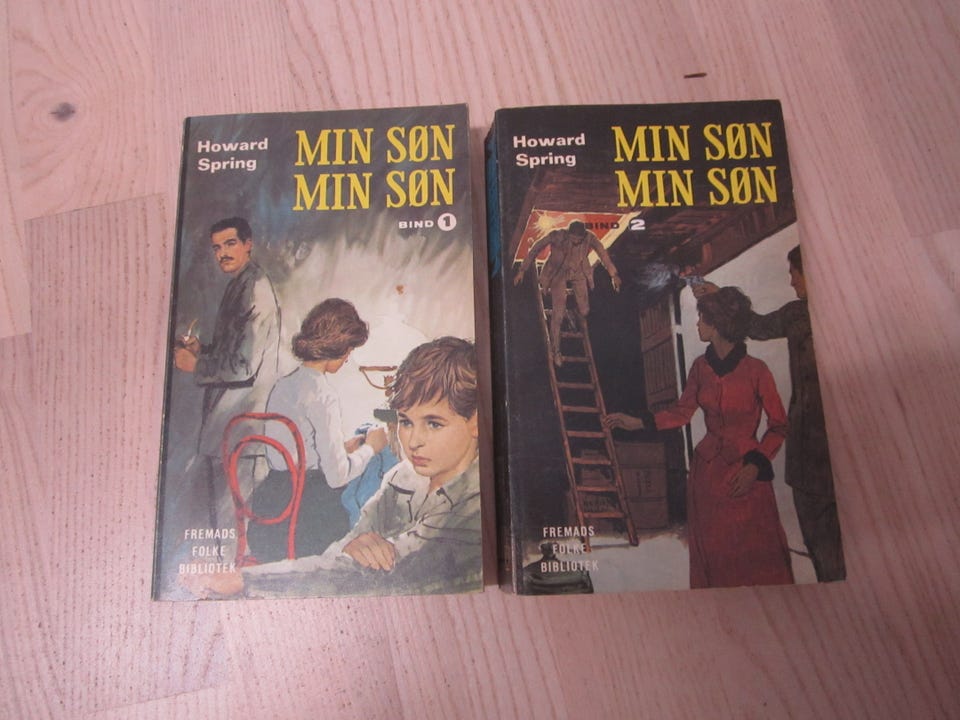 Howard
Spring
MIN SØN
MIN SØN
BIND 1
FREMADS
FOLKE
BIBLIOTEK
Howard
Spring
MIN SØN
MIN SØN
BIND 2
FREMADS
FOLKE
BIBLIOTEK